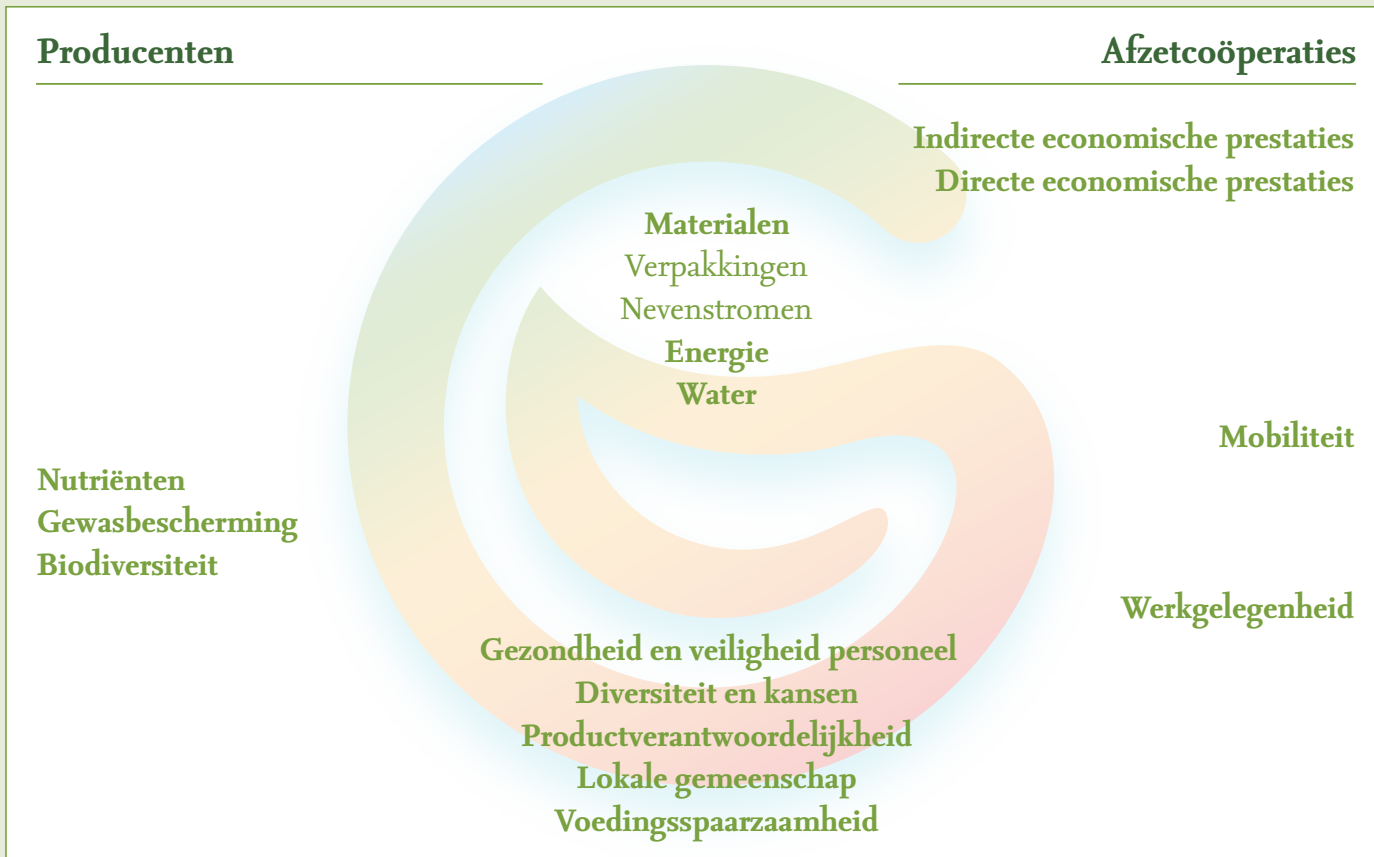 Producenten
Afzetcoöperaties
Indirecte economische prestaties
Directe economische prestaties
Materialen
Verpakkingen
Nevenstromen
Energie
Water
Mobiliteit
Nutriënten
Gewasbescherming
Biodiversiteit
Werkgelegenheid
Gezondheid en veiligheid personeel
Diversiteit en kansen
Productverantwoordelijkheid
Lokale gemeenschap
Voedingsspaarzaamheid